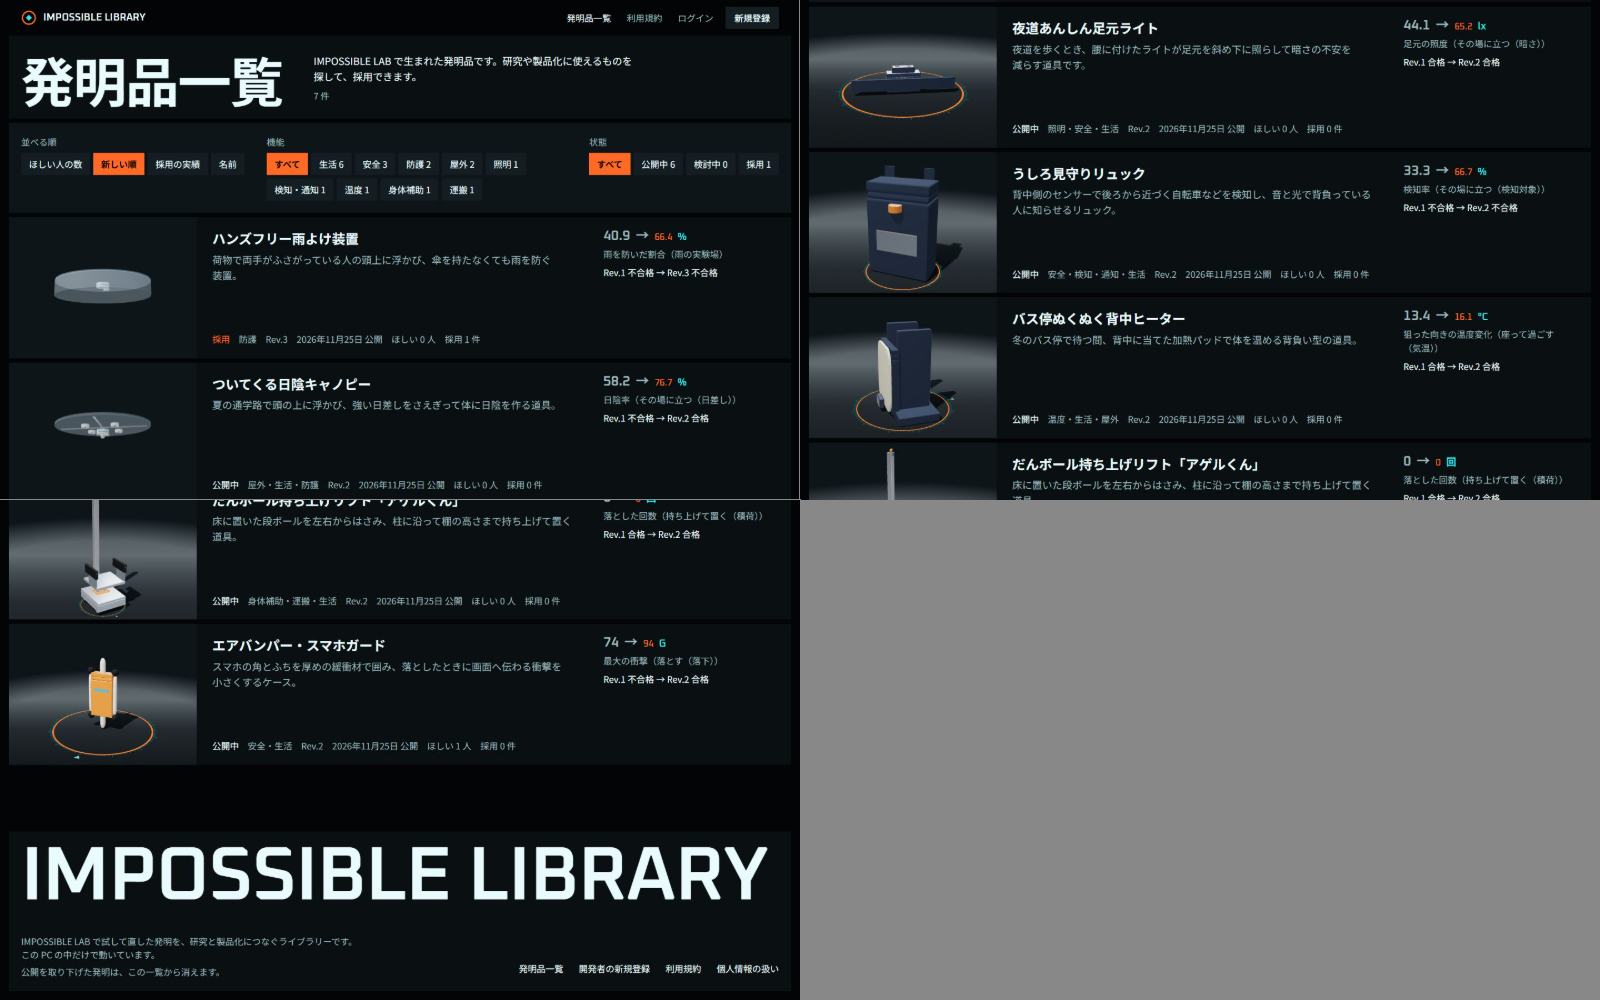 IMPOSSIBLE LIBRARY
発明品一覧
利用規約
ログイン
新規登録
発明品一覧
IMPOSSIBLE LAB で生まれた発明品です。研究や製品化に使えるものを
探して、採用できます。
7 件
並べる順
ほしい人の数
新しい順
採用の実績
名前
機能
すべて
生活 6
安全 3
防護 2
屋外 2
照明 1
検知・通知 1
温度 1
身体補助 1
運搬 1
状態
すべて
公開中 6
検討中 0
採用 1
ハンズフリー雨よけ装置
荷物で両手がふさがっている人の頭上に浮かび、傘を持たなくても雨を防ぐ
装置。
採用 防護 Rev.3 2026年11月25日 公開 ほしい 0 人 採用 1 件
40.9 → 66.4 %
雨を防いだ割合（雨の実験場）
Rev.1 不合格 → Rev.3 不合格
ついてくる日陰キャノピー
夏の通学路で頭の上に浮かび、強い日差しをさえぎって体に日陰を作る道具。
公開中 屋外・生活・防護 Rev.2 2026年11月25日 公開 ほしい 0 人 採用 0 件
58.2 → 76.7 %
日陰率（その場に立つ（日差し））
Rev.1 不合格 → Rev.2 合格
夜道あんしん足元ライト
夜道を歩くとき、腰に付けたライトが足元を斜め下に照らして暗さの不安を
減らす道具です。
公開中 照明・安全・生活 Rev.2 2026年11月25日 公開 ほしい 0 人 採用 0 件
44.1 → 65.2 lx
足元の照度（その場に立つ（暗さ））
Rev.1 合格 → Rev.2 合格
うしろ見守りリュック
背中側のセンサーで後ろから近づく自転車などを検知し、音と光で背負っている
人に知らせるリュック。
公開中 安全・検知・通知・生活 Rev.2 2026年11月25日 公開 ほしい 0 人 採用 0 件
33.3 → 66.7 %
検知率（その場に立つ（検知対象））
Rev.1 不合格 → Rev.2 不合格
バス停ぬくぬく背中ヒーター
冬のバス停で待つ間、背中に当てた加熱パッドで体を温める背負い型の道具。
公開中 温度・生活・屋外 Rev.2 2026年11月25日 公開 ほしい 0 人 採用 0 件
13.4 → 16.1 °C
狙った向きの温度変化（座って過ごす
（気温））
Rev.1 合格 → Rev.2 合格
だんボール持ち上げリフト「アゲルくん」
床に置いた段ボールを左右からはさみ、柱に沿って棚の高さまで持ち上げて置く
道具。
0 → 0 回
落とした回数（持ち上げて置く（積荷））
Rev.1 合格 → Rev.2 合格
だんボール持ち上げリフト「アゲルくん」
床に置いた段ボールを左右からはさみ、柱に沿って棚の高さまで持ち上げて置く
道具。
公開中 身体補助・運搬・生活 Rev.2 2026年11月25日 公開 ほしい 0 人 採用 0 件
落とした回数（持ち上げて置く（積荷））
Rev.1 合格 → Rev.2 合格
エアバンパー・スマホガード
スマホの角とふちを厚めの緩衝材で囲み、落としたときに画面へ伝わる衝撃を
小さくするケース。
公開中 安全・生活 Rev.2 2026年11月25日 公開 ほしい 1 人 採用 0 件
74 → 94 G
最大の衝撃（落とす（落下））
Rev.1 不合格 → Rev.2 合格
IMPOSSIBLE LIBRARY
IMPOSSIBLE LAB で試して直した発明を、研究と製品化につなぐライブラリーです。
この PC の中だけで動いています。
公開を取り下げた発明は、この一覧から消えます。
発明品一覧
開発者の新規登録
利用規約
個人情報の扱い